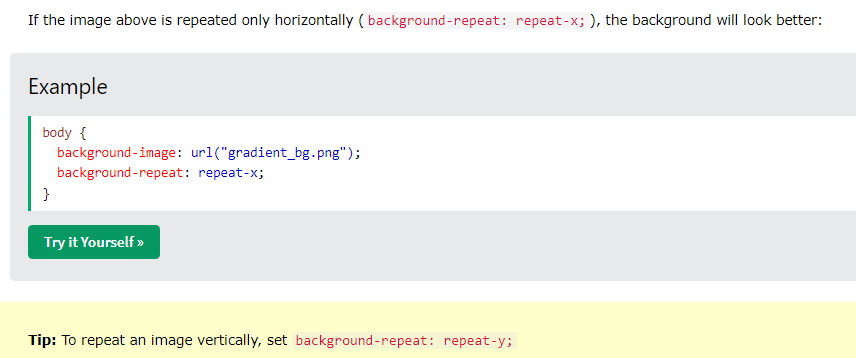 If the image above is repeated only horizontally ( background-repeat: repeat-x; ), the background will look better:
Example
body {
  background-image: url("gradient_bg.png");
  background-repeat: repeat-x;
}
Try it Yourself »
Tip: To repeat an image vertically, set background-repeat: repeat-y;